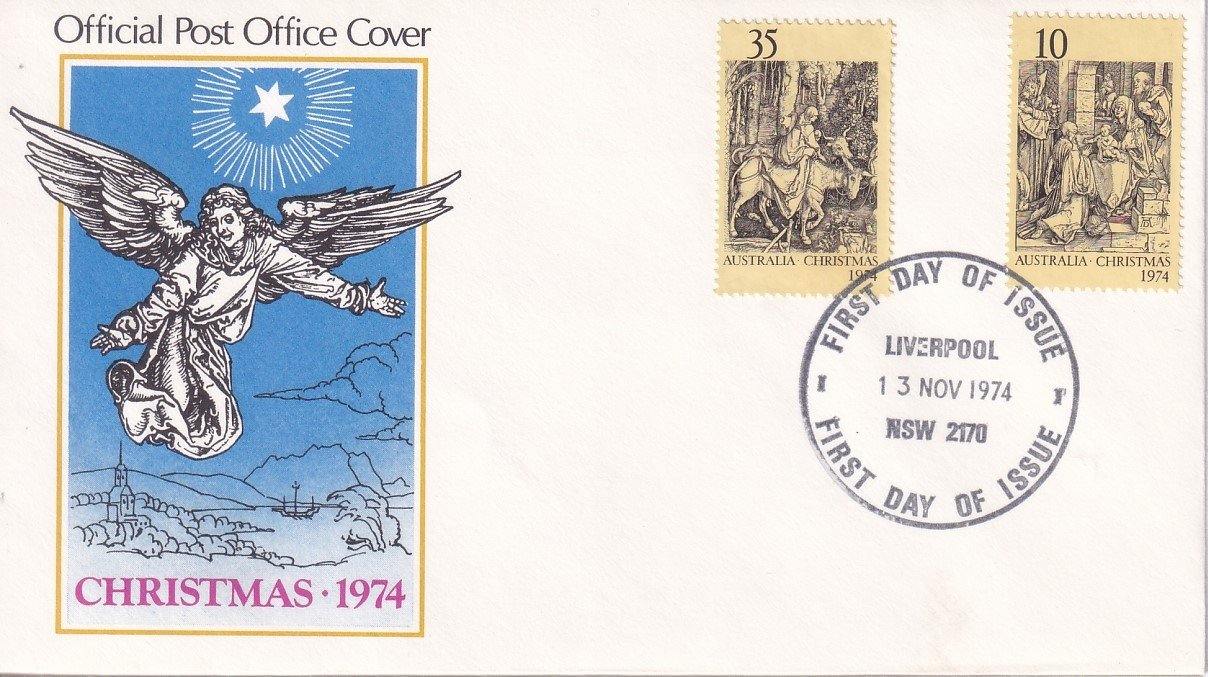 Official Post Office Cover
CHRISTMAS · 1974
35
AUSTRALIA · CHRISTMAS
1974
10
AUSTRALIA · CHRISTMAS
1974
FIRST DAY OF ISSUE
LIVERPOOL
13 NOV 1974
NSW 2170
FIRST DAY OF ISSUE